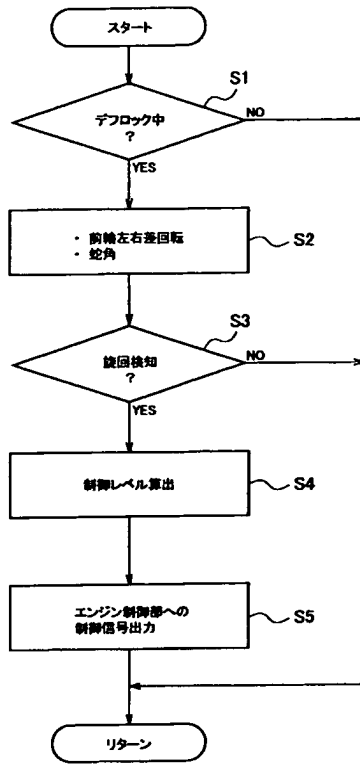 スタート
S1
デフロック中
?
NO
YES
・ 前輪左右差回転
・ 蛇角
S2
S3
旋回検知
?
NO
YES
制御レベル算出
S4
エンジン制御部への
制御信号出力
S5
リターン